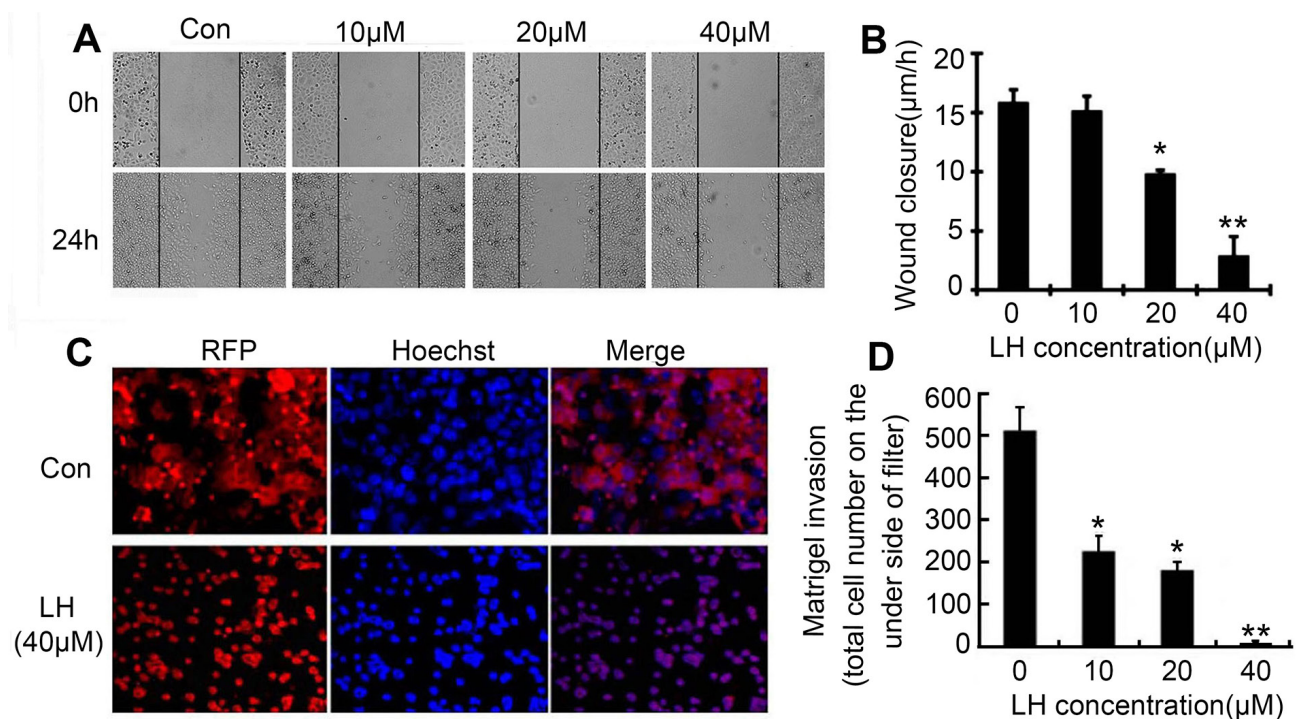 A
Con
10µM
20µM
40µM
0h
24h
B
Wound closure(µm/h)
20
15
10
5
0
*
**
0
10
20
40
LH concentration(µM)
C
RFP
Hoechst
Merge
Con
LH
(40µM)
D
Matrigel invasion
(total cell number on the
under side of filter)
600
500
400
300
200
100
0
*
*
**
0
10
20
40
LH concentration(µM)